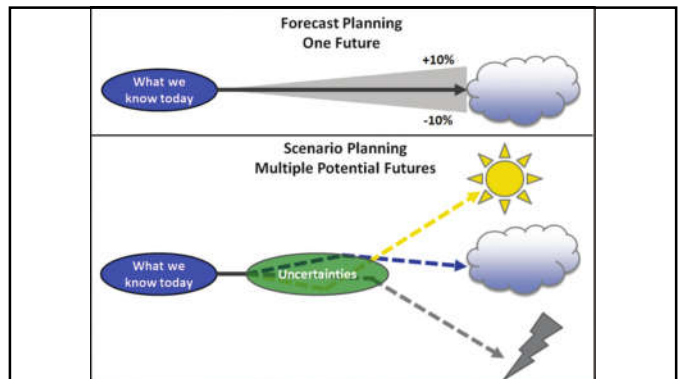 Forecast Planning
One Future
+10%
What we
know today
-10%
Scenario Planning
Multiple Potential Futures
What we
know today
Uncertainties